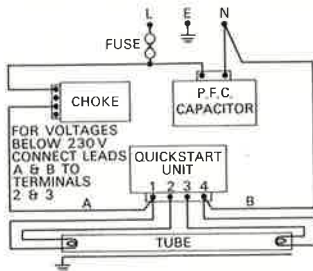 L E N
FUSE
CHOKE
P.F.C.
CAPACITOR
FOR VOLTAGES
BELOW 230V
CONNECT LEADS
A & B TO
TERMINALS
2 & 3
QUICKSTART
UNIT
1 2 3 4
A
B
TUBE